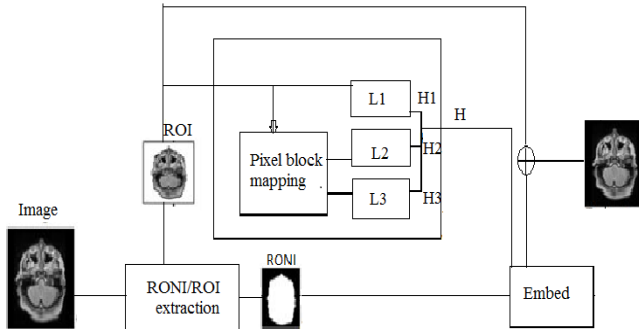 ROI
L1
H1
H
Pixel block
mapping
L2
H2
L3
H3
Image
RONI/ROI
extraction
RONI
Embed